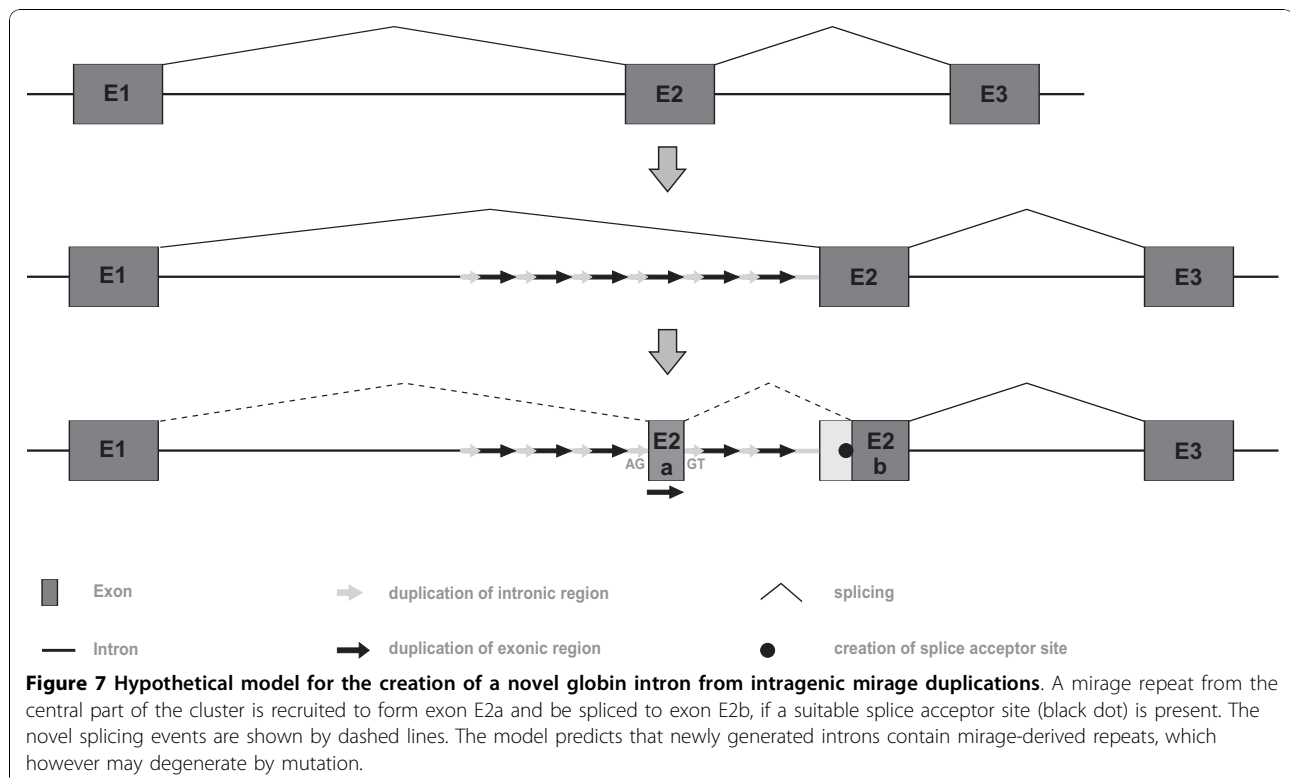 E1 E2 E3
E1 E2 E3
E1 E2 a E2 b E3
AG GT
Exon duplication of intronic region splicing
Intron duplication of exonic region creation of splice acceptor site
Figure 7 Hypothetical model for the creation of a novel globin intron from intragenic mirage duplications. A mirage repeat from the
central part of the cluster is recruited to form exon E2a and be spliced to exon E2b, if a suitable splice acceptor site (black dot) is present. The
novel splicing events are shown by dashed lines. The model predicts that newly generated introns contain mirage-derived repeats, which
however may degenerate by mutation.